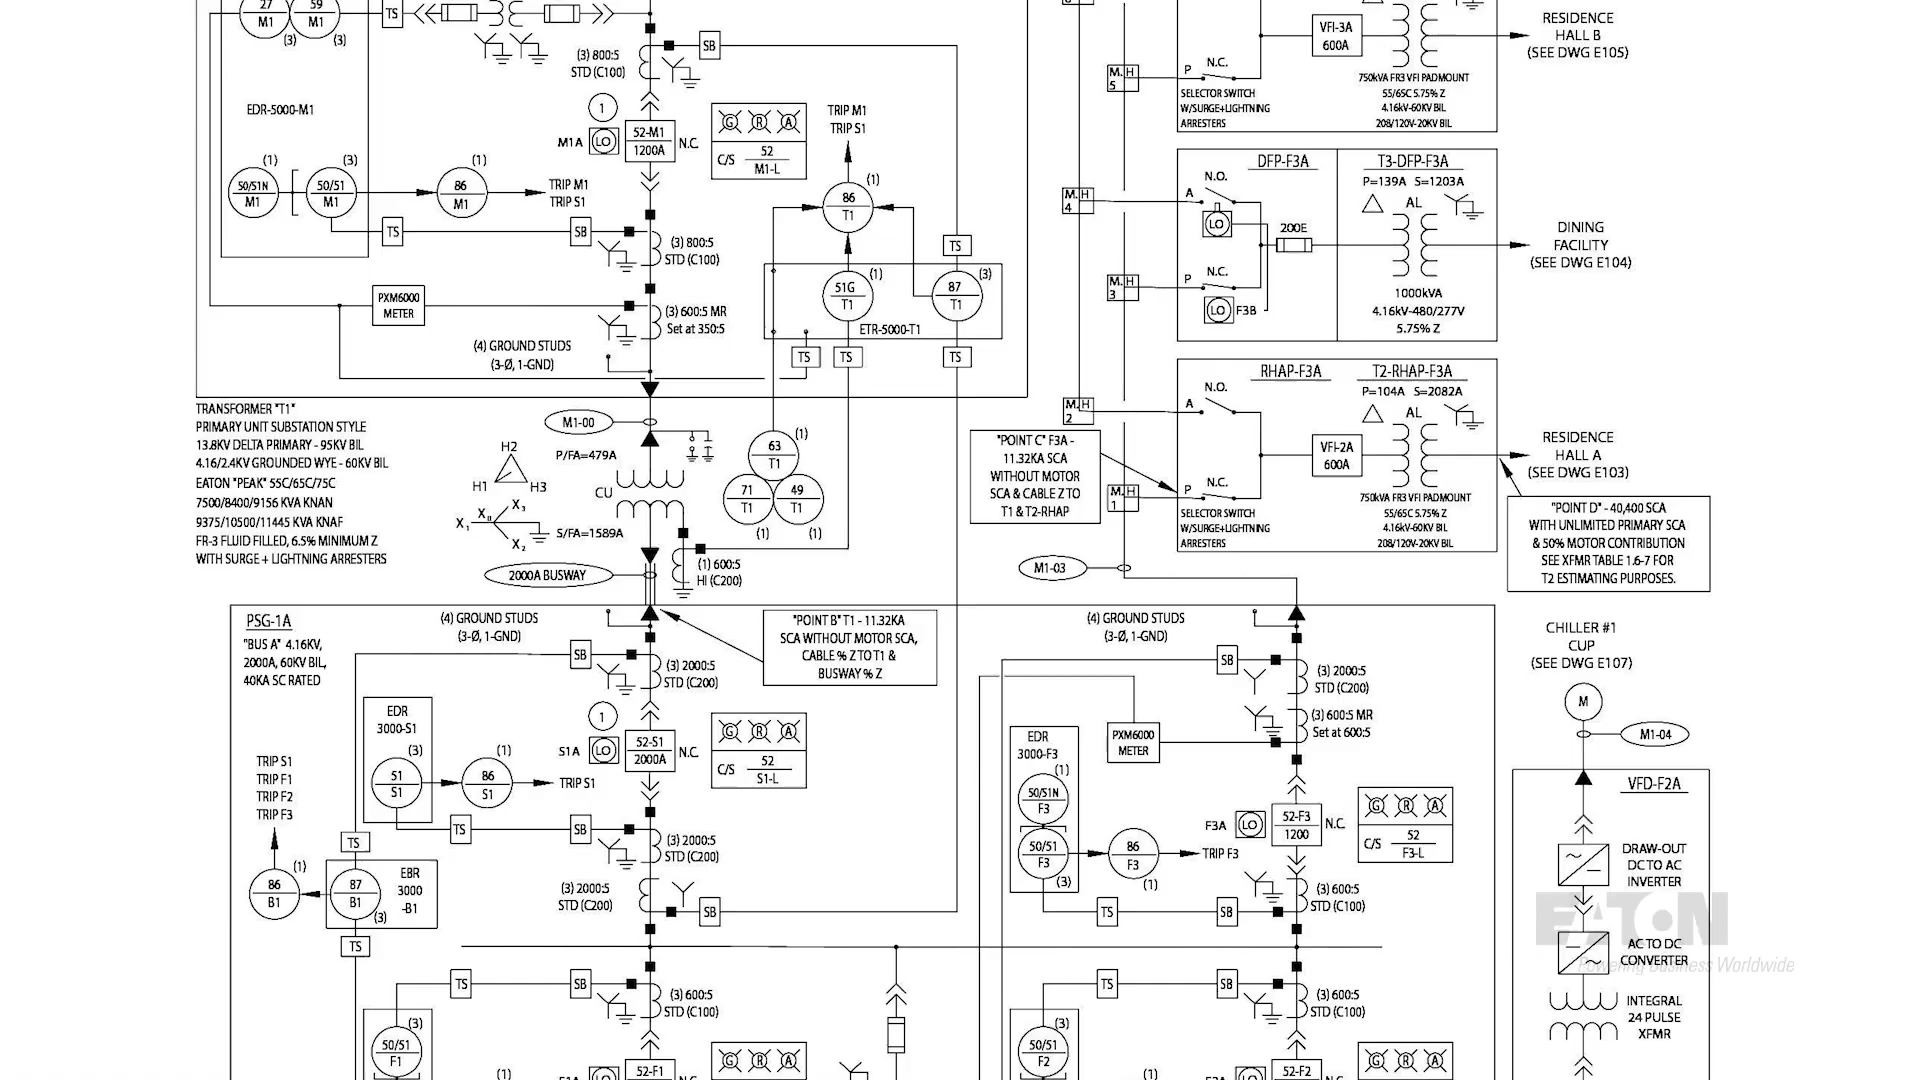 27
M1
(3)
59
M1
(3)
TS
(3) 800:5
STD (C100)
SB
EDR-5000-M1
1
M1A
LO
52-M1
1200A
N.C.
G R A
C/S
52
M1-L
TRIP M1
TRIP S1
(1)
50/51N
M1
(3)
50/51
M1
(1)
86
M1
TRIP M1
TRIP S1
(1)
86
T1
TS
SB
(3) 800:5
STD (C100)
TS
PXM6000
METER
(3) 600:5 MR
Set at 350:5
(1)
51G
T1
(3)
87
T1
ETR-5000-T1
(4) GROUND STUDS
(3-Ø, 1-GND)
TS
TS
TS
TRANSFORMER "T1"
PRIMARY UNIT SUBSTATION STYLE
13.8KV DELTA PRIMARY - 95KV BIL
4.16/2.4KV GROUNDED WYE - 60KV BIL
EATON "PEAK" 55C/65C/75C
7500/8400/9156 KVA KNAN
9375/10500/11445 KVA KNAF
FR-3 FLUID FILLED, 6.5% MINIMUM Z
WITH SURGE + LIGHTNING ARRESTERS
M1-00
P/FA=479A
H2
H1
H3
CU
X3
X0
X1
X2
S/FA=1589A
2000A BUSWAY
(1)
63
T1
71
T1
49
T1
(1)
(1)
(1) 600:5
HI (C200)
M.H
5
M.H
4
M.H
3
M.H
2
M.H
1
P
N.C.
VFI-3A
600A
SELECTOR SWITCH
W/SURGE+LIGHTNING
ARRESTERS
750kVA FR3 VFI PADMOUNT
55/65C 5.75% Z
4.16kV-60KV BIL
208/120V-20KV BIL
RESIDENCE
HALL B
(SEE DWG E105)
DFP-F3A
N.O.
A
LO
P
N.C.
LO
F3B
200E
T3-DFP-F3A
P=139A S=1203A
AL
1000kVA
4.16kV-480/277V
5.75% Z
DINING
FACILITY
(SEE DWG E104)
RHAP-F3A
N.O.
A
P
N.C.
VFI-2A
600A
SELECTOR SWITCH
W/SURGE+LIGHTNING
ARRESTERS
T2-RHAP-F3A
P=104A S=2082A
AL
750kVA FR3 VFI PADMOUNT
55/65C 5.75% Z
4.16kV-60KV BIL
208/120V-20KV BIL
RESIDENCE
HALL A
(SEE DWG E103)
"POINT C" F3A -
11.32KA SCA
WITHOUT MOTOR
SCA & CABLE Z TO
T1 & T2-RHAP
"POINT D" - 40,400 SCA
WITH UNLIMITED PRIMARY SCA
& 50% MOTOR CONTRIBUTION
SEE XFMR TABLE 1.6-7 FOR
T2 ESTIMATING PURPOSES.
M1-03
PSG-1A
"BUS A" 4.16KV,
2000A, 60KV BIL,
40KA SC RATED
(4) GROUND STUDS
(3-Ø, 1-GND)
SB
(3) 2000:5
STD (C200)
"POINT B" T1 - 11.32KA
SCA WITHOUT MOTOR SCA,
CABLE % Z TO T1 &
BUSWAY % Z
EDR
3000-S1
(3)
51
S1
(1)
86
S1
TRIP S1
1
S1A
LO
52-S1
2000A
N.C.
G R A
C/S
52
S1-L
TRIP S1
TRIP F1
TRIP F2
TRIP F3
TS
SB
(3) 2000:5
STD (C200)
TS
(1)
86
B1
87
B1
(3)
EBR
3000
-B1
TS
(3) 2000:5
STD (C200)
SB
TS
SB
(3) 600:5
STD (C100)
(3)
50/51
F1
(1)
F1A
LO
52-F1
N.C.
G R A
(4) GROUND STUDS
(3-Ø, 1-GND)
SB
(3) 2000:5
STD (C200)
(3) 600:5 MR
Set at 600:5
PXM6000
METER
EDR
3000-F3
(1)
50/51N
F3
50/51
F3
(3)
86
F3
(1)
TRIP F3
F3A
LO
52-F3
1200
N.C.
G R A
C/S
52
F3-L
TS
SB
(3) 600:5
STD (C100)
TS
SB
(3) 600:5
STD (C100)
(3)
50/51
F2
(1)
LO
52-F2
N.C.
G R A
CHILLER #1
CUP
(SEE DWG E107)
M
M1-04
VFD-F2A
DRAW-OUT
DC TO AC
INVERTER
AC TO DC
CONVERTER
INTEGRAL
24 PULSE
XFMR
EATON
Powering Business Worldwide